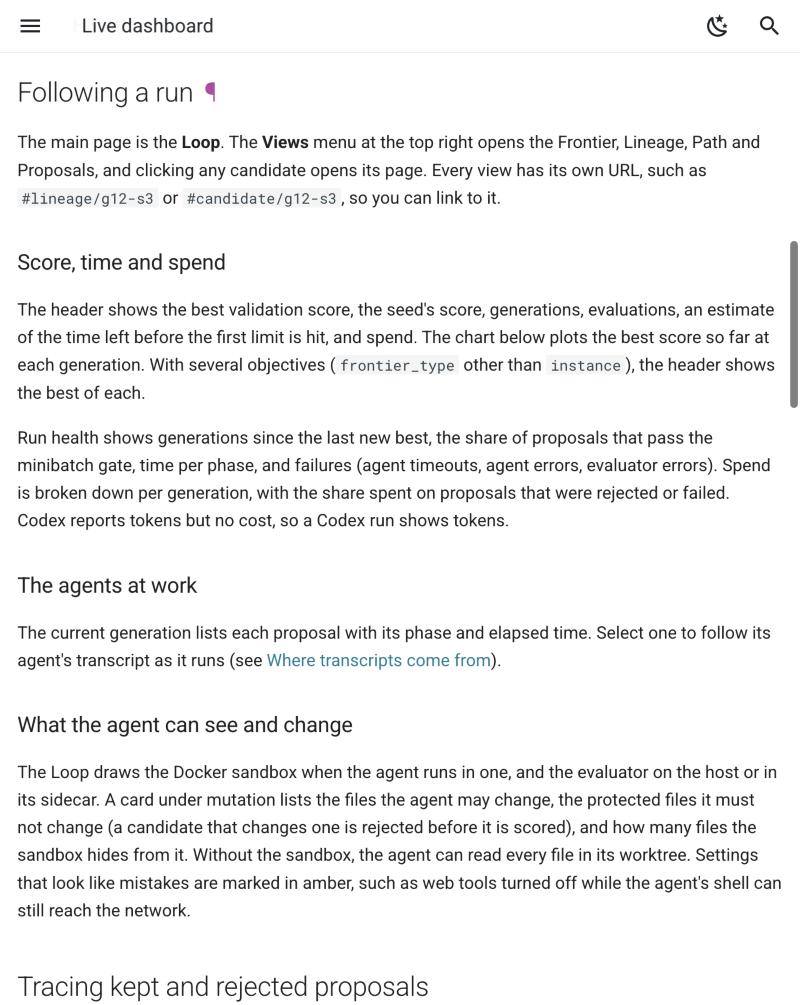 Live dashboard
Following a run ¶
The main page is the Loop. The Views menu at the top right opens the Frontier, Lineage, Path and
Proposals, and clicking any candidate opens its page. Every view has its own URL, such as
#lineage/g12-s3 or #candidate/g12-s3, so you can link to it.
Score, time and spend
The header shows the best validation score, the seed's score, generations, evaluations, an estimate
of the time left before the first limit is hit, and spend. The chart below plots the best score so far at
each generation. With several objectives (frontier_type other than instance), the header shows
the best of each.
Run health shows generations since the last new best, the share of proposals that pass the
minibatch gate, time per phase, and failures (agent timeouts, agent errors, evaluator errors). Spend
is broken down per generation, with the share spent on proposals that were rejected or failed.
Codex reports tokens but no cost, so a Codex run shows tokens.
The agents at work
The current generation lists each proposal with its phase and elapsed time. Select one to follow its
agent's transcript as it runs (see Where transcripts come from).
What the agent can see and change
The Loop draws the Docker sandbox when the agent runs in one, and the evaluator on the host or in
its sidecar. A card under mutation lists the files the agent may change, the protected files it must
not change (a candidate that changes one is rejected before it is scored), and how many files the
sandbox hides from it. Without the sandbox, the agent can read every file in its worktree. Settings
that look like mistakes are marked in amber, such as web tools turned off while the agent's shell can
still reach the network.
Tracing kept and rejected proposals